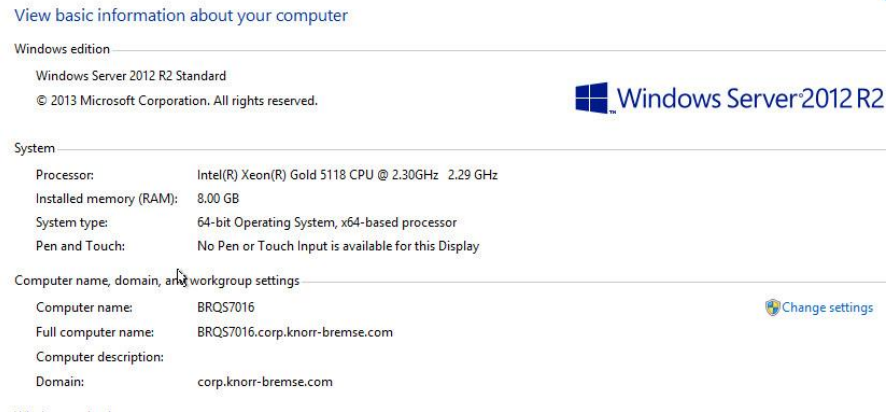 View basic information about your computer
Windows edition
Windows Server 2012 R2 Standard
© 2013 Microsoft Corporation. All rights reserved.
Windows Server 2012 R2
System
Processor: Intel(R) Xeon(R) Gold 5118 CPU @ 2.30GHz 2.29 GHz
Installed memory (RAM): 8.00 GB
System type: 64-bit Operating System, x64-based processor
Pen and Touch: No Pen or Touch Input is available for this Display
Computer name, domain, and workgroup settings
Computer name: BRQS7016 Change settings
Full computer name: BRQS7016.corp.knorr-bremse.com
Computer description:
Domain: corp.knorr-bremse.com